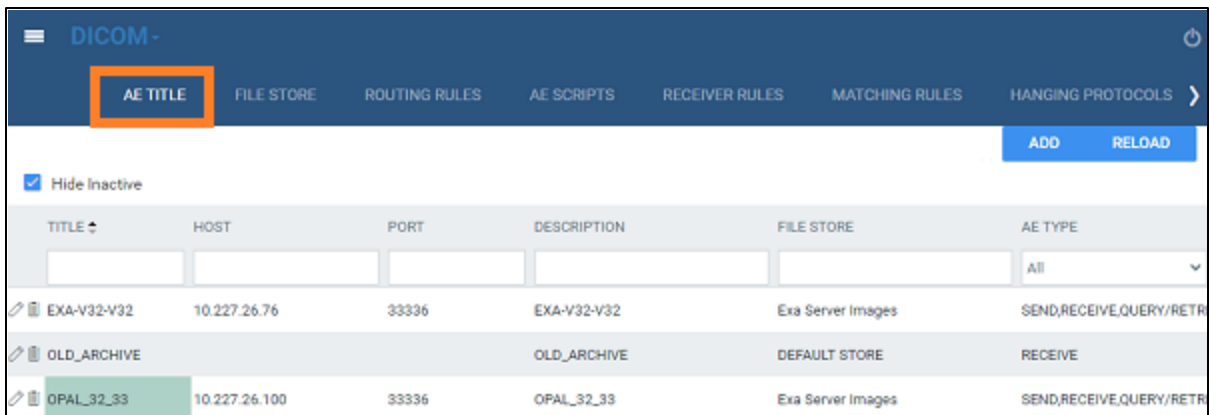 DICOM
AE TITLE FILE STORE ROUTING RULES AE SCRIPTS RECEIVER RULES MATCHING RULES HANGING PROTOCOLS
ADD RELOAD
Hide Inactive
TITLE HOST PORT DESCRIPTION FILE STORE AE TYPE
All
EXA-V32-V32 10.227.26.76 33336 EXA-V32-V32 Exa Server Images SEND,RECEIVE,QUERY/RETR
OLD_ARCHIVE OLD_ARCHIVE DEFAULT STORE RECEIVE
OPAL_32_33 10.227.26.100 33336 OPAL_32_33 Exa Server Images SEND,RECEIVE,QUERY/RETR